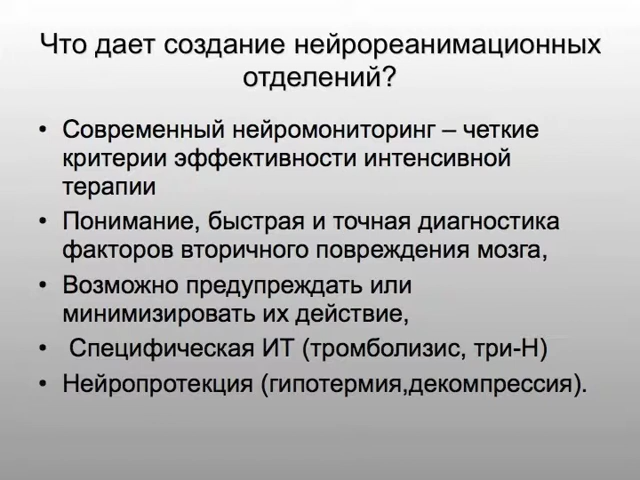 Что дает создание нейрореанимационных
отделений?
• Современный нейромониторинг – четкие
критерии эффективности интенсивной
терапии
• Понимание, быстрая и точная диагностика
факторов вторичного повреждения мозга,
• Возможно предупреждать или
минимизировать их действие,
• Специфическая ИТ (тромболизис, три-Н)
• Нейропротекция (гипотермия,декомпрессия).